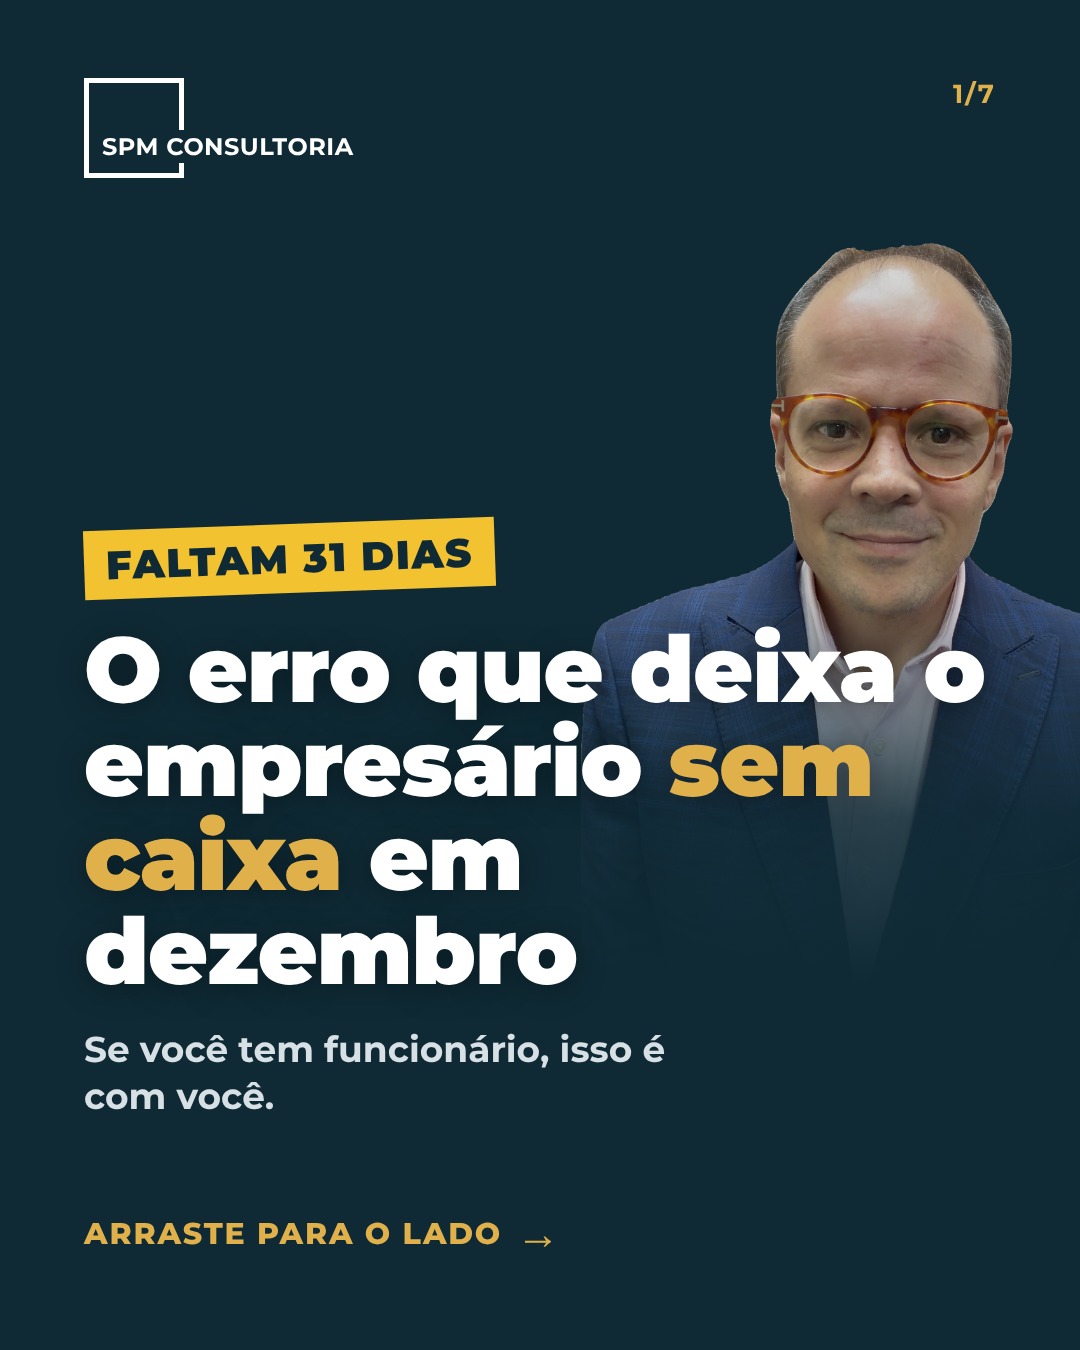 SPM CONSULTORIA
1/7
FALTAM 31 DIAS
O erro que deixa o
empresário sem
caixa em
dezembro
Se você tem funcionário, isso é
com você.
ARRASTE PARA O LADO →